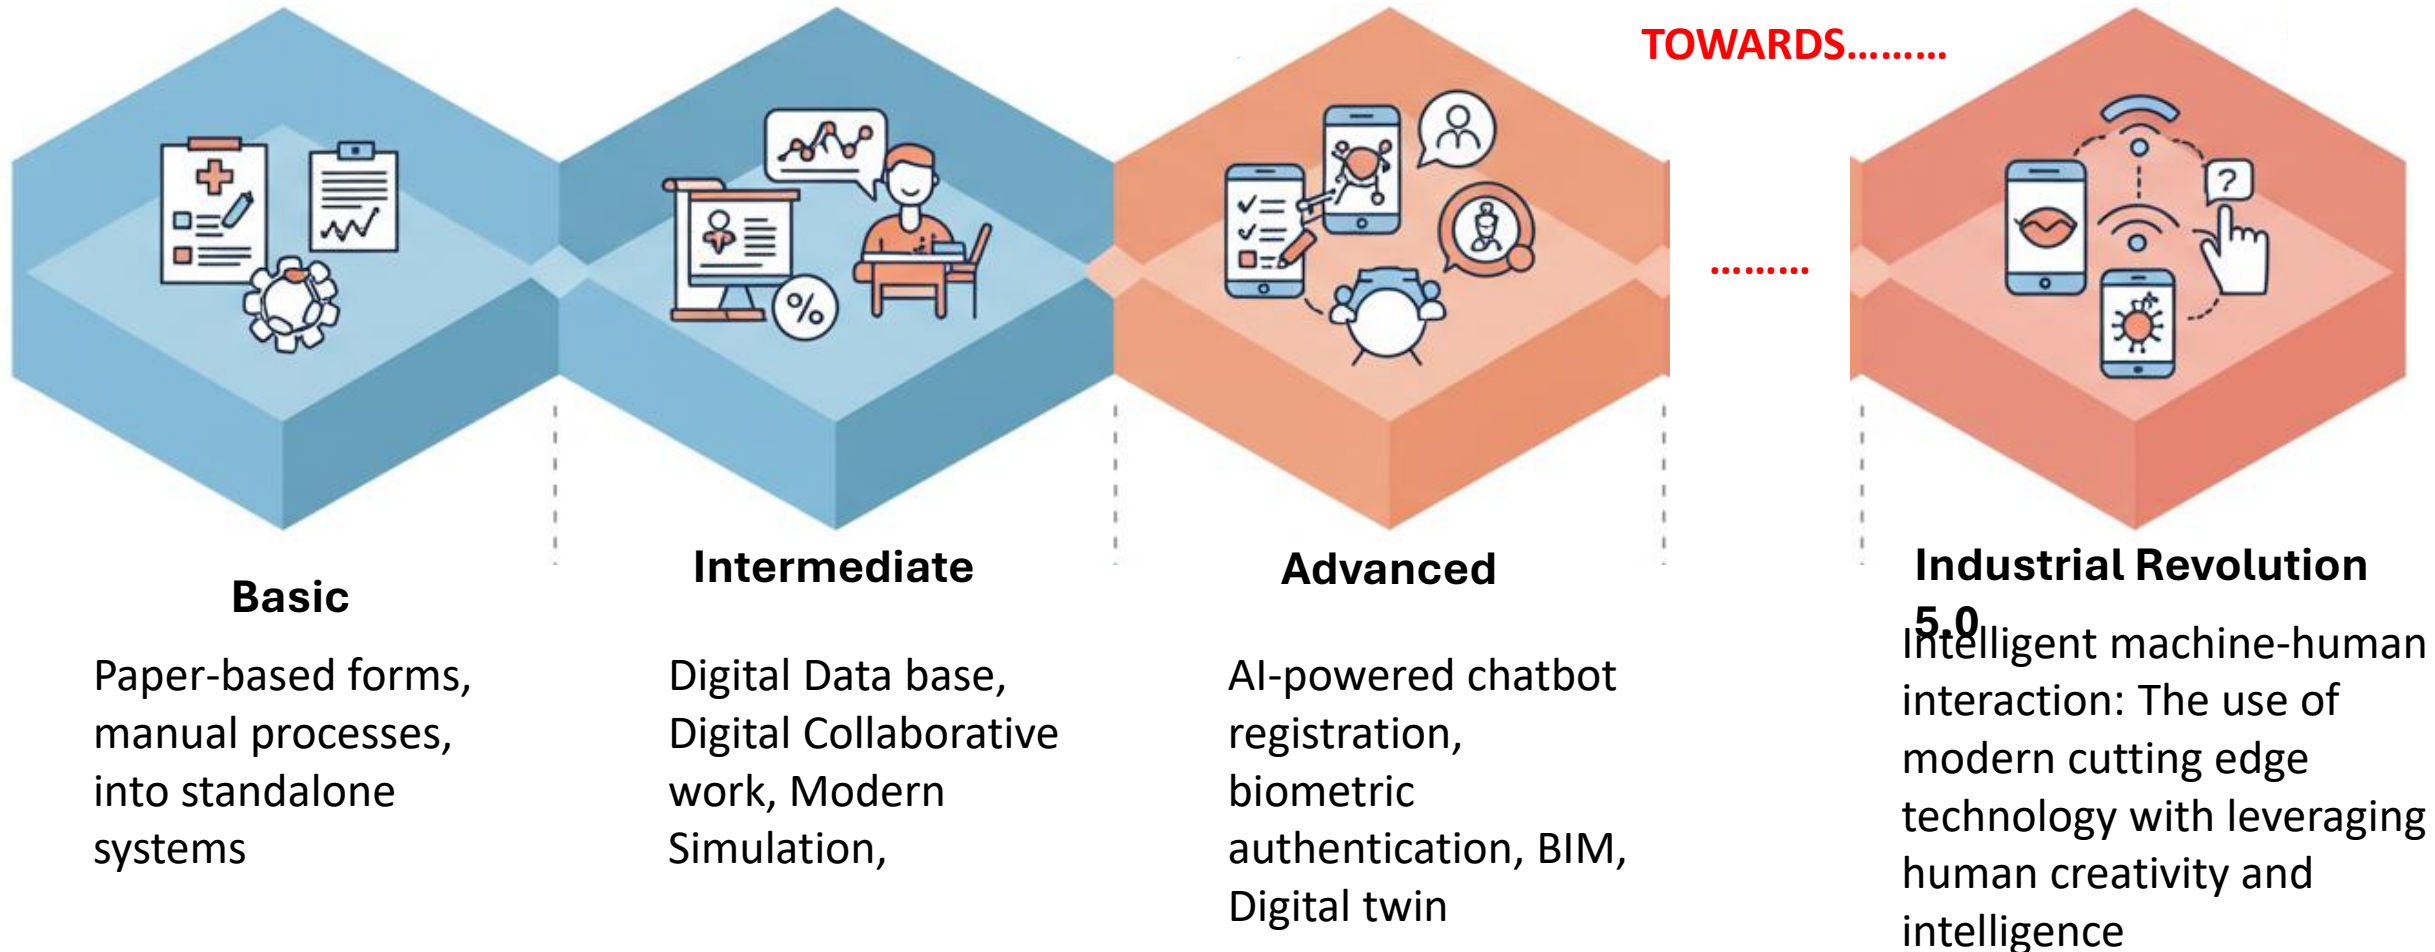 TOWARDS.........
.........
Basic
Paper-based forms,
manual processes,
into standalone
systems
Intermediate
Digital Data base,
Digital Collaborative
work, Modern
Simulation,
Advanced
AI-powered chatbot
registration,
biometric
authentication, BIM,
Digital twin
Industrial Revolution
5.0
Intelligent machine-human
interaction: The use of
modern cutting edge
technology with leveraging
human creativity and
intelligence
%
?